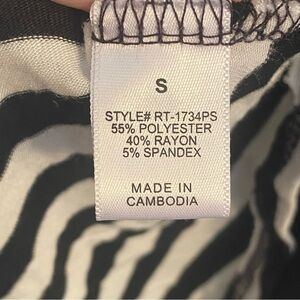 S
STYLE# RT-1734PS
55% POLYESTER
40% RAYON
5% SPANDEX
MADE IN
CAMBODIA